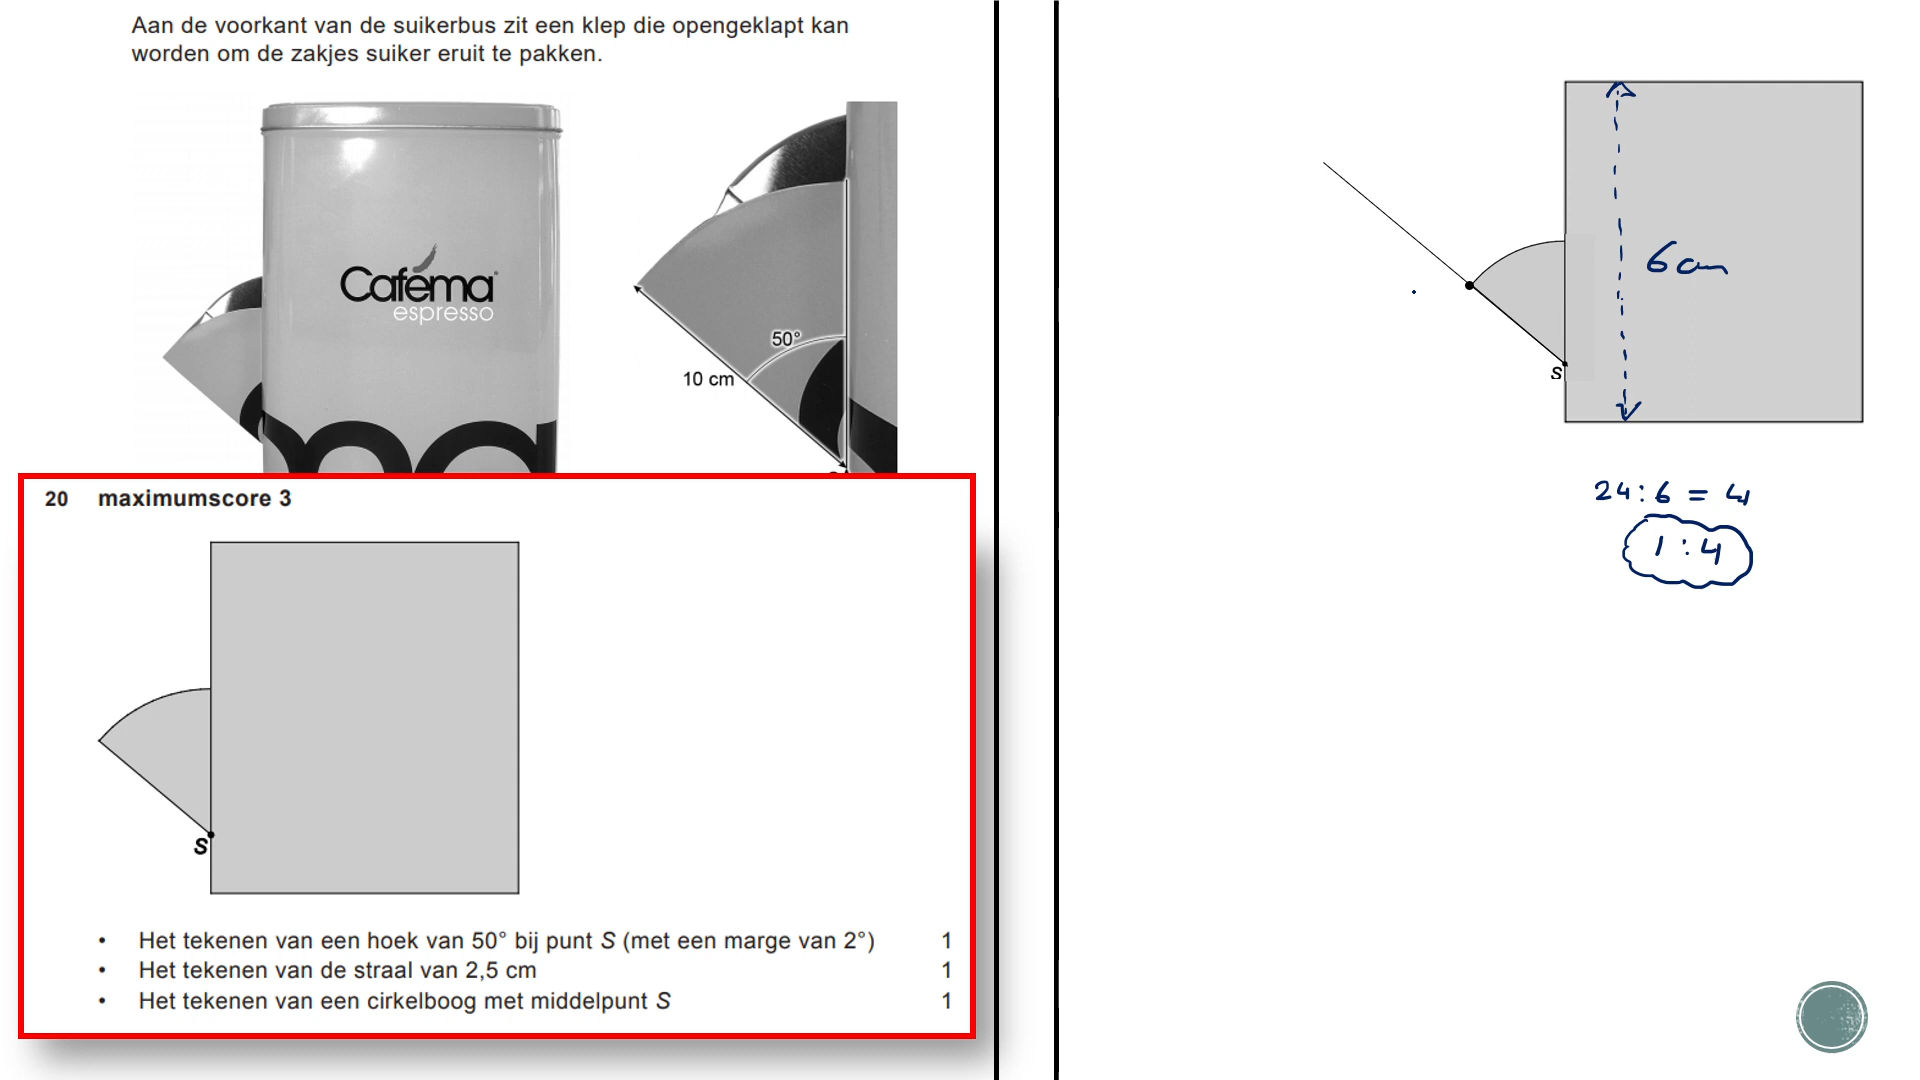 Aan de voorkant van de suikerbus zit een klep die opengeklapt kan
worden om de zakjes suiker eruit te pakken.
Caféma
espresso
50°
10 cm
20 maximumscore 3
S
• Het tekenen van een hoek van 50° bij punt S (met een marge van 2°) 1
• Het tekenen van de straal van 2,5 cm 1
• Het tekenen van een cirkelboog met middelpunt S 1
6 cm
S
24 : 6 = 4
1 : 4